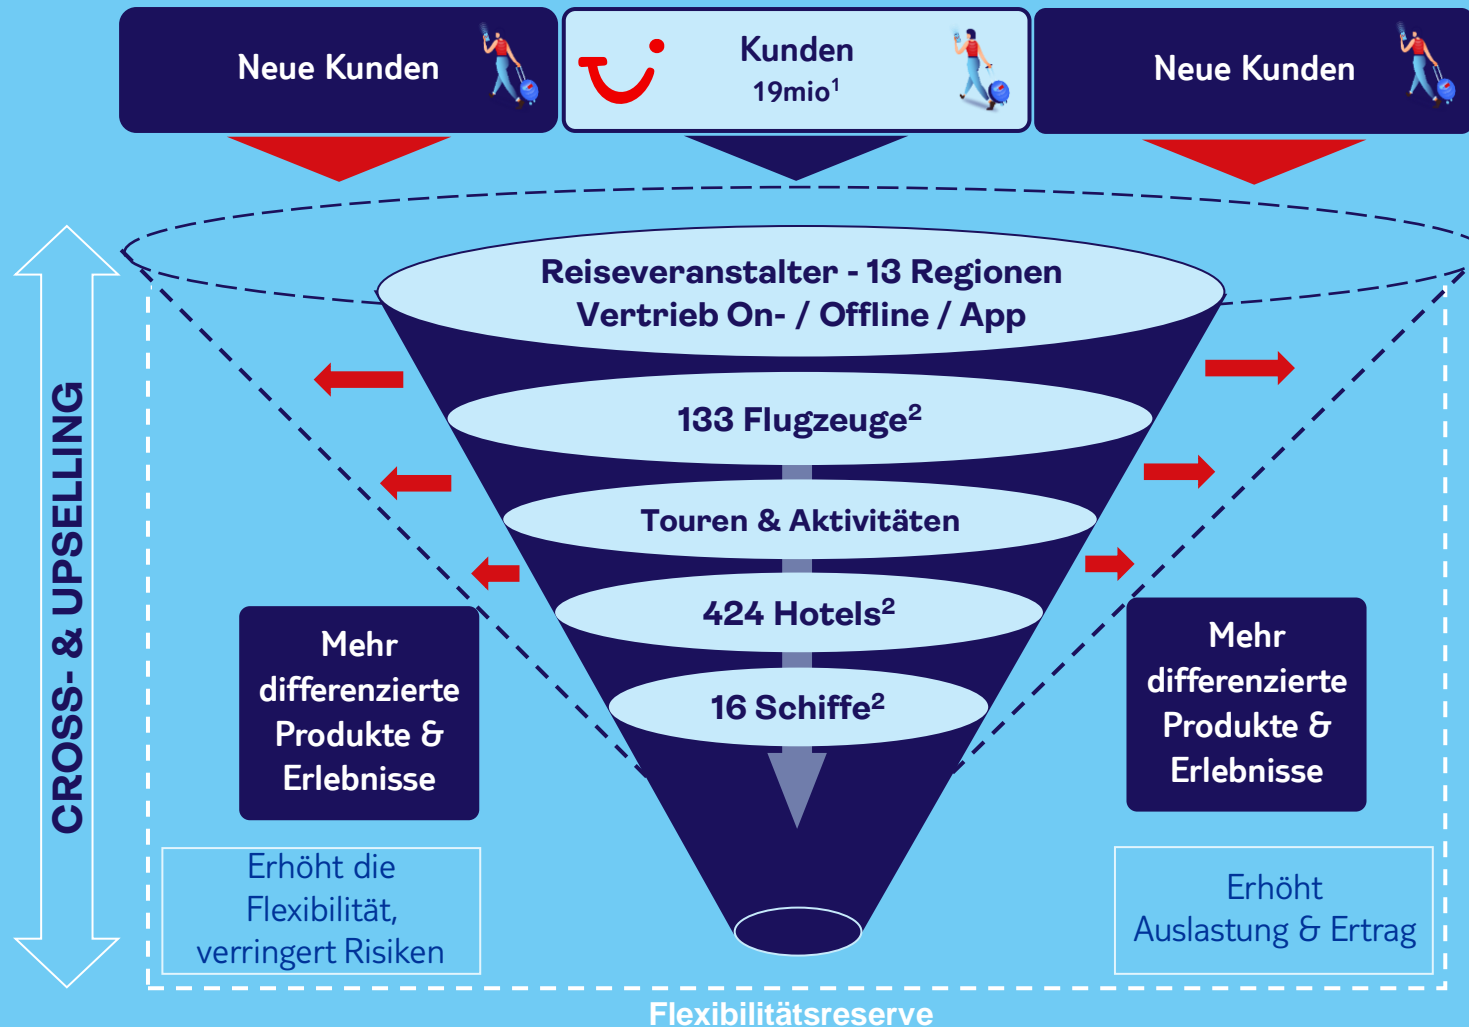 Neue Kunden
Kunden
19mio¹
Neue Kunden
Reiseveranstalter - 13 Regionen
Vertrieb On- / Offline / App
133 Flugzeuge²
Touren & Aktivitäten
424 Hotels²
16 Schiffe²
CROSS- & UPSELLING
Mehr
differenzierte
Produkte &
Erlebnisse
Mehr
differenzierte
Produkte &
Erlebnisse
Erhöht die
Flexibilität,
verringert Risiken
Erhöht
Auslastung & Ertrag
Flexibilitätsreserve